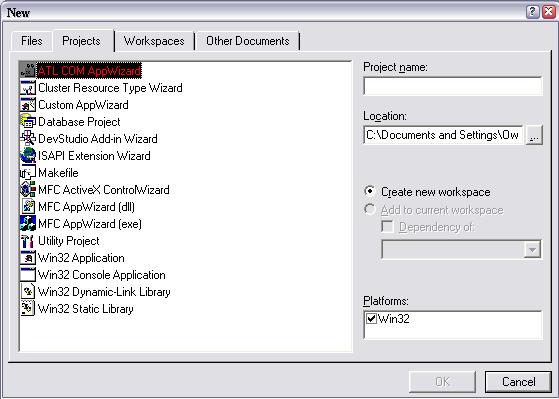 New
Files
Projects
Workspaces
Other Documents
ATL COM AppWizard
Cluster Resource Type Wizard
Custom AppWizard
Database Project
DevStudio Add-in Wizard
ISAPI Extension Wizard
Makefile
MFC ActiveX ControlWizard
MFC AppWizard (dll)
MFC AppWizard (exe)
Utility Project
Win32 Application
Win32 Console Application
Win32 Dynamic-Link Library
Win32 Static Library
Project name:
Location:
C:\Documents and Settings\Ow
...
Create new workspace
Add to current workspace
Dependency of:
Platforms:
Win32
OK
Cancel